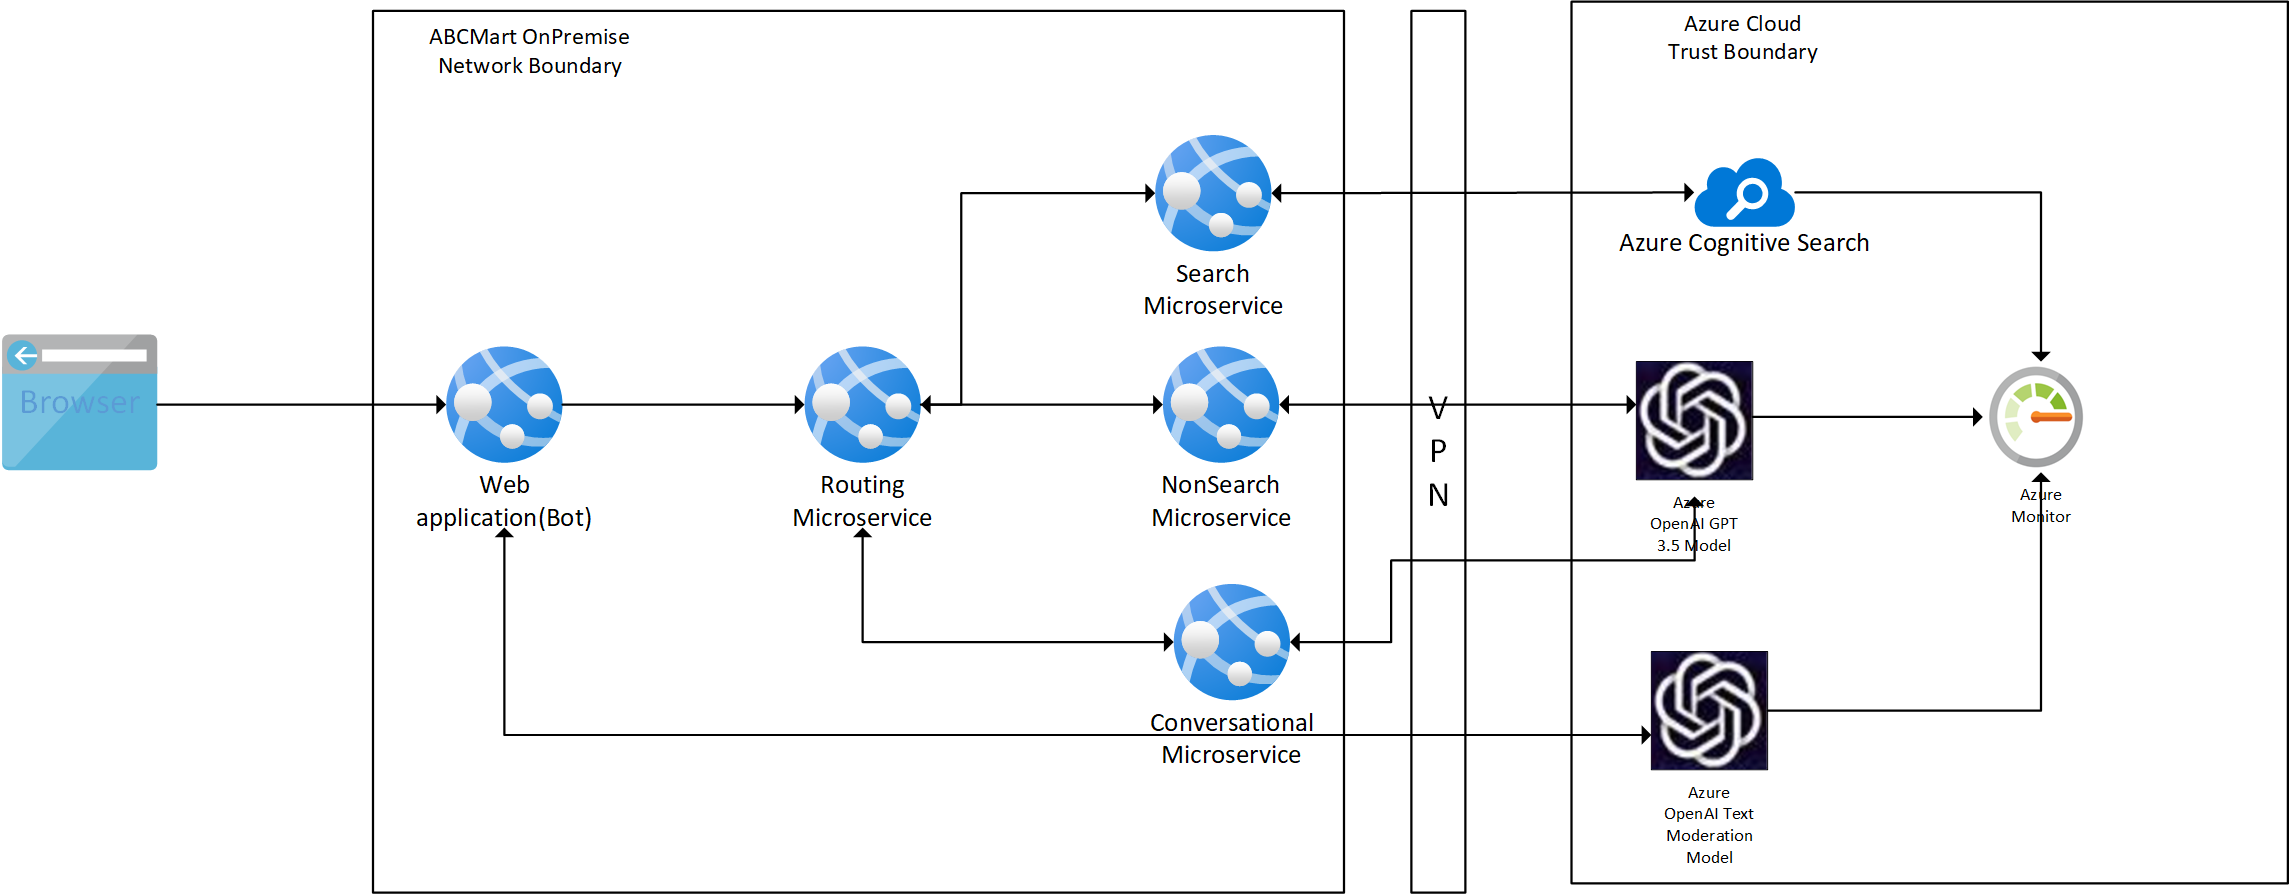 ABCMart OnPremise
Network Boundary
Azure Cloud
Trust Boundary
Search
Microservice
Azure Cognitive Search
Browser
Web
application(Bot)
Routing
Microservice
NonSearch
Microservice
V
P
N
Azure
OpenAI GPT
3.5 Model
Azure
Monitor
Conversational
Microservice
Azure
OpenAI Text
Moderation
Model